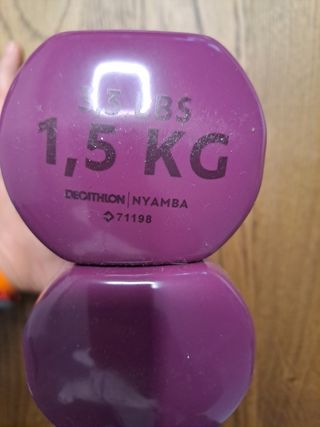 3.3 LBS
1,5 KG
DECATHLON | NYAMBA
71198